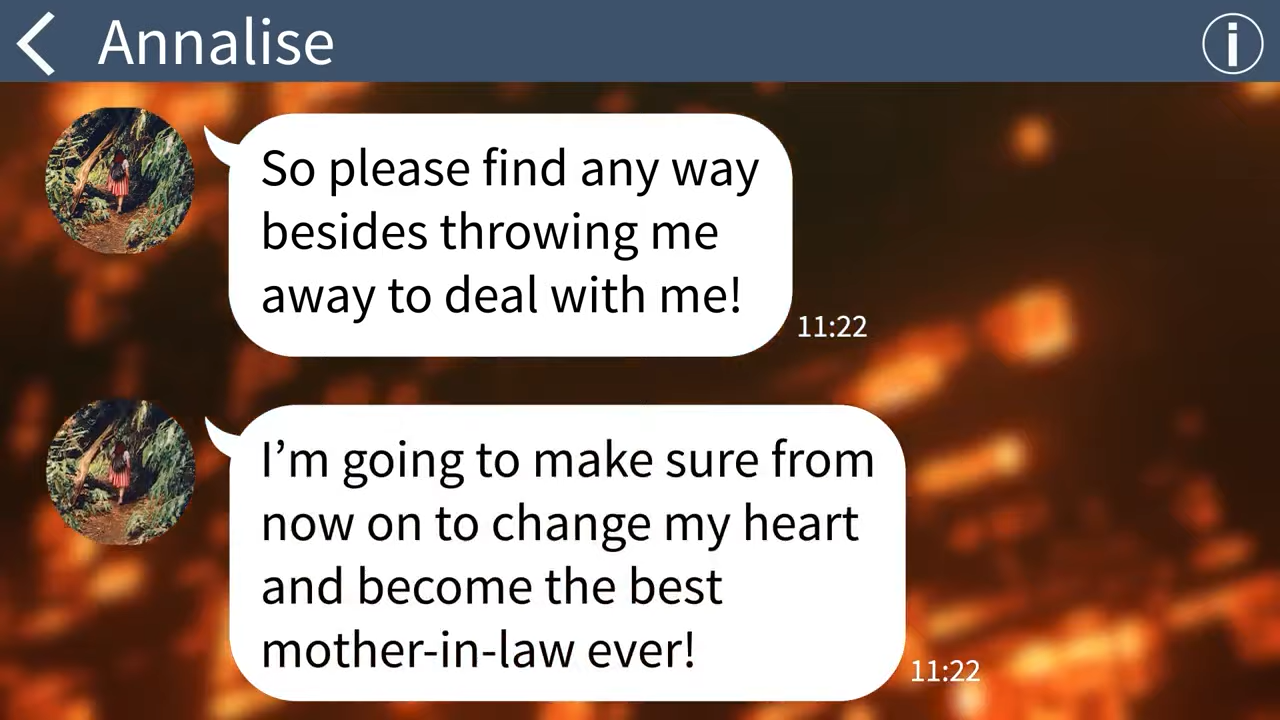 Annalise
So please find any way
besides throwing me
away to deal with me!
11:22
I’m going to make sure from
now on to change my heart
and become the best
mother-in-law ever!
11:22